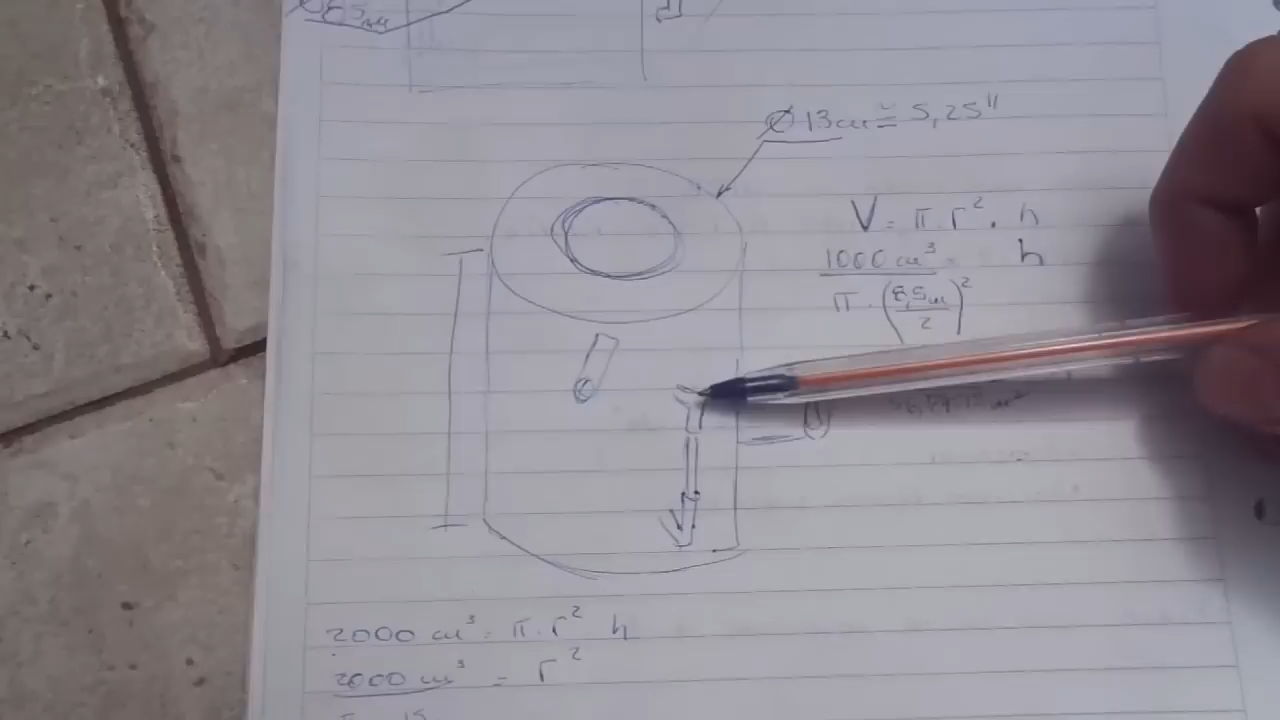 Ø 13cm ≅ 5,25"
V = π.r². h
1000 cm³ = h
π . (8,5cm / 2)²
2000 cm³ = π.r² h
2000 cm³ = r²